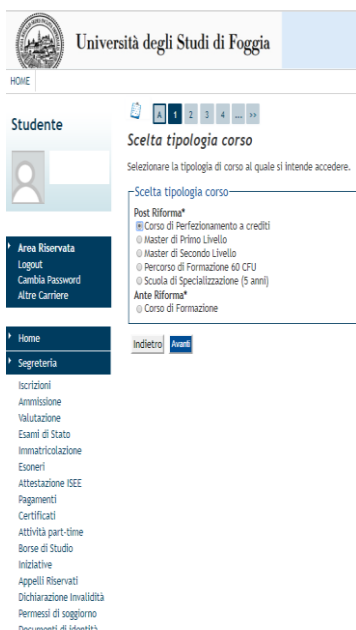 Università degli Studi di Foggia
HOME
Studente
Area Riservata
Logout
Cambia Password
Altre Carriere
Home
Segreteria
Iscrizioni
Ammissione
Valutazione
Esami di Stato
Immatricolazione
Esoneri
Attestazione ISEE
Pagamenti
Certificati
Attività part-time
Borse di Studio
Iniziative
Appelli Riservati
Dichiarazione Invalidità
Permessi di soggiorno
Documenti di identità
A 1 2 3 4 ... >>
Scelta tipologia corso
Selezionare la tipologia di corso al quale si intende accedere.
Scelta tipologia corso
Post Riforma*
Corso di Perfezionamento a crediti
Master di Primo Livello
Master di Secondo Livello
Percorso di Formazione 60 CFU
Scuola di Specializzazione (5 anni)
Ante Riforma*
Corso di Formazione
Indietro Avanti